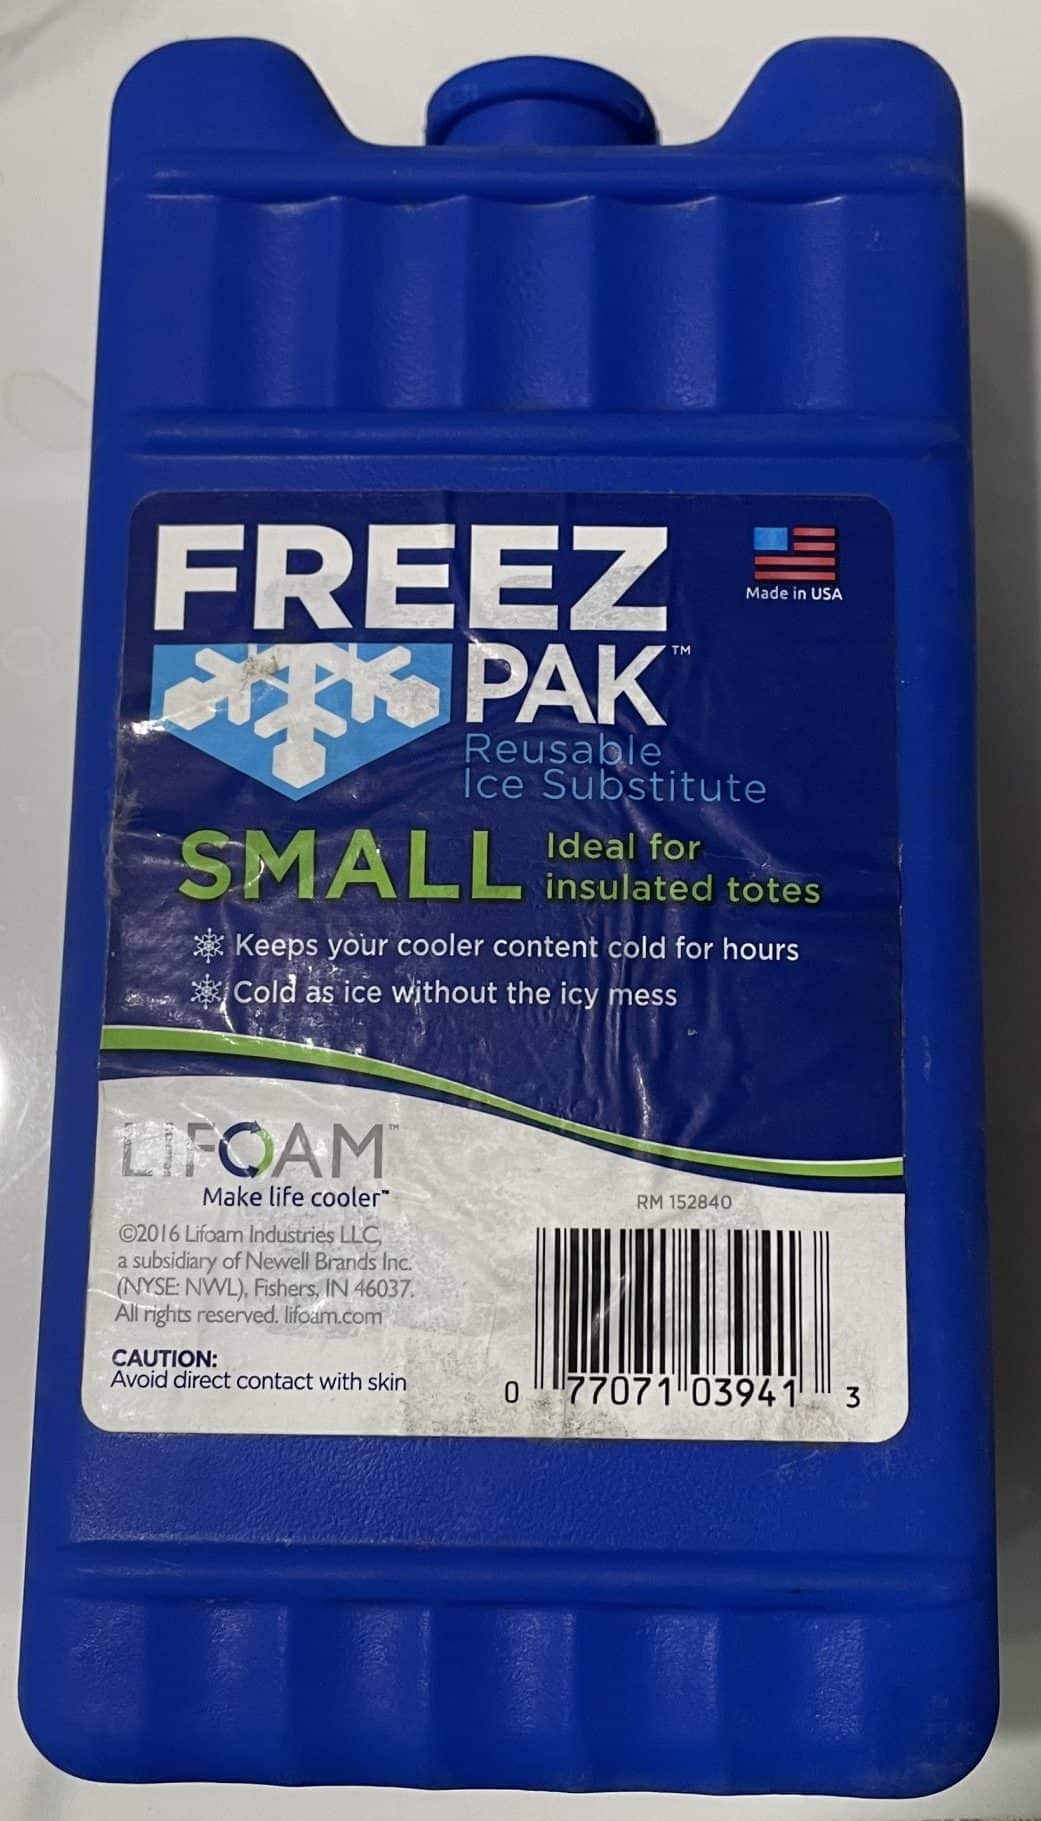 FREEZ
PAK™
Made in USA
Reusable
Ice Substitute
SMALL
Ideal for
insulated totes
Keeps your cooler content cold for hours
Cold as ice without the icy mess
LIFOAM™
Make life cooler™
©2016 Lifoam Industries LLC,
a subsidiary of Newell Brands Inc.
(NYSE: NWL), Fishers, IN 46037.
All rights reserved. lifoam.com
CAUTION:
Avoid direct contact with skin
RM 152840
0 77071 03941 3